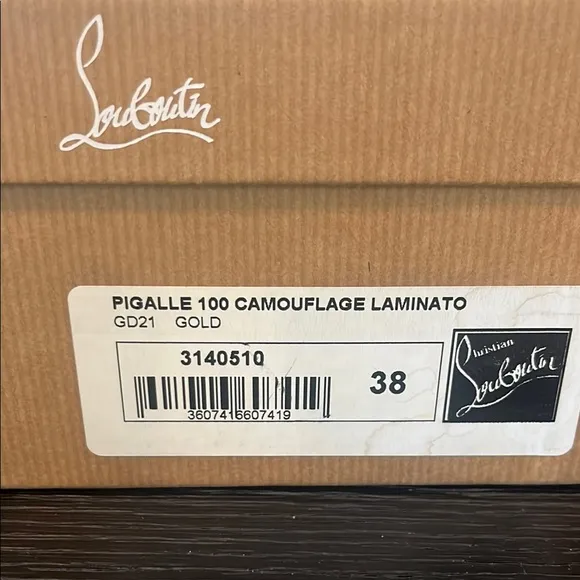 Louboutin
PIGALLE 100 CAMOUFLAGE LAMINATO
GD21 GOLD
3140510
3607416607419
38
Christian
Louboutin